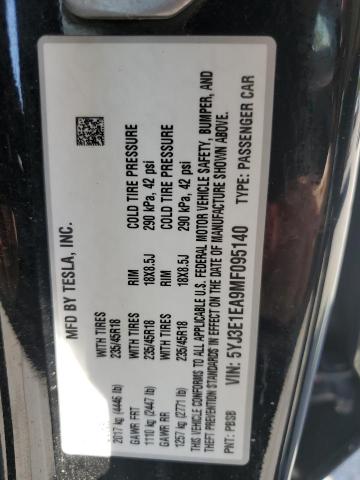 MFD BY TESLA, INC.
WITH TIRES
2017 kg (4446 lb) 235/45R18
GAWR FRT WITH TIRES RIM COLD TIRE PRESSURE
1110 kg (2447 lb) 235/45R18 18X8.5J 290 kPa, 42 psi
GAWR RR WITH TIRES RIM COLD TIRE PRESSURE
1257 kg (2771 lb) 235/45R18 18X8.5J 290 kPa, 42 psi
THIS VEHICLE CONFORMS TO ALL
APPLICABLE U.S. FEDERAL MOTOR VEHICLE SAFETY, BUMPER, AND
THEFT PREVENTION STANDARDS IN EFFECT ON THE DATE OF MANUFACTURE SHOWN ABOVE.
VIN: 5YJ3E1EA9MF095140 TYPE: PASSENGER CAR
PNT: PBSB